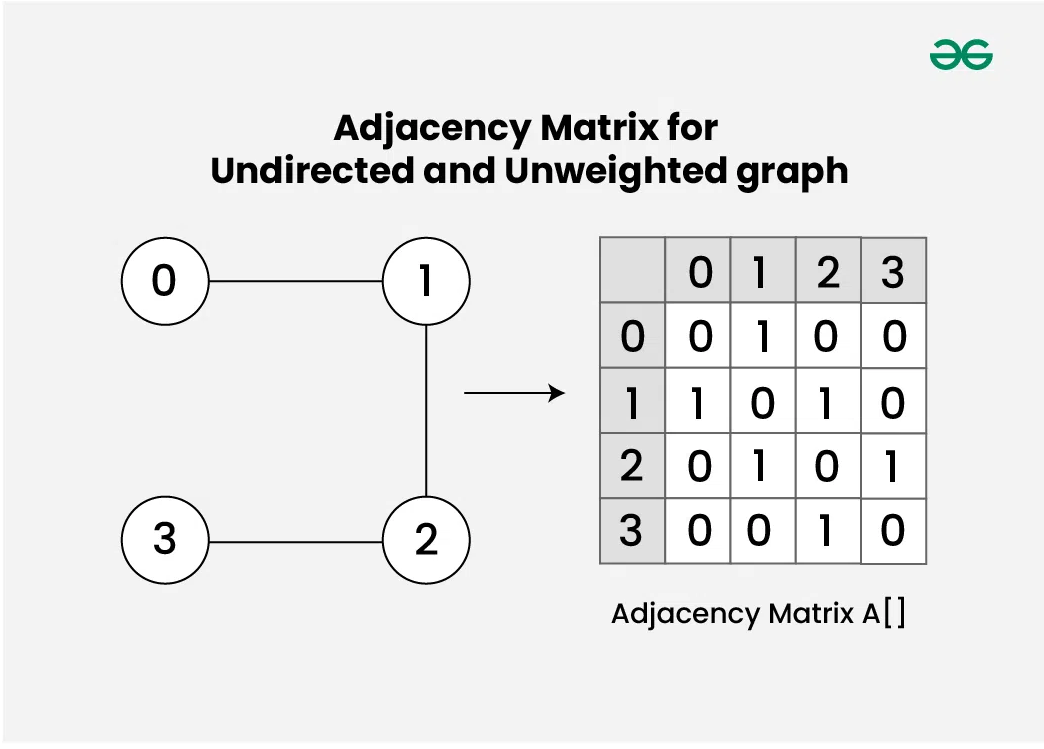 Adjacency Matrix for
Undirected and Unweighted graph
0 1
3 2
0 1 2 3
0 0 1 0 0
1 1 0 1 0
2 0 1 0 1
3 0 0 1 0
Adjacency Matrix A[]